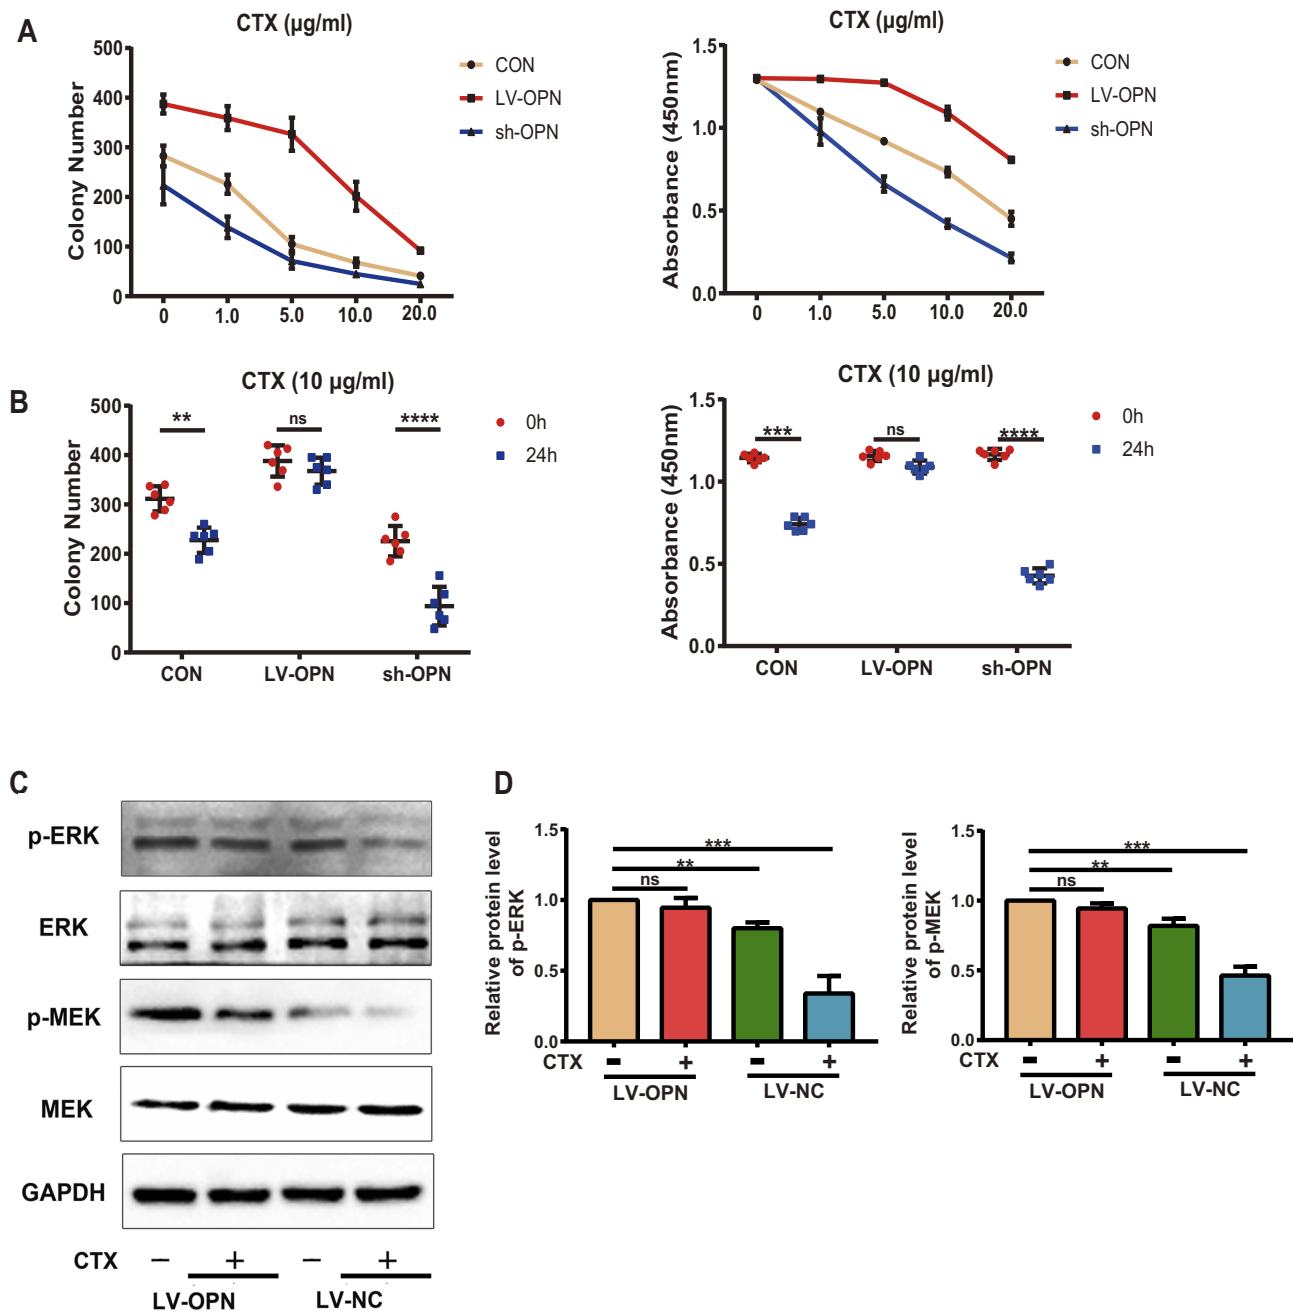 A
CTX (µg/ml)
Colony Number
500
400
300
200
100
0
0 1.0 5.0 10.0 20.0
CON
LV-OPN
sh-OPN
CTX (µg/ml)
Absorbance (450nm)
1.5
1.0
0.5
0.0
0 1.0 5.0 10.0 20.0
CON
LV-OPN
sh-OPN
B
CTX (10 µg/ml)
Colony Number
500
400
300
200
100
0
** ns ****
CON LV-OPN sh-OPN
0h
24h
CTX (10 µg/ml)
Absorbance (450nm)
1.5
1.0
0.5
0.0
*** ns ****
CON LV-OPN sh-OPN
0h
24h
C
p-ERK
ERK
p-MEK
MEK
GAPDH
CTX − + − +
LV-OPN LV-NC
D
Relative protein level
of p-ERK
1.5
1.0
0.5
0.0
***
**
ns
CTX - + - +
LV-OPN LV-NC
Relative protein level
of p-MEK
1.5
1.0
0.5
0.0
***
**
ns
CTX - + - +
LV-OPN LV-NC